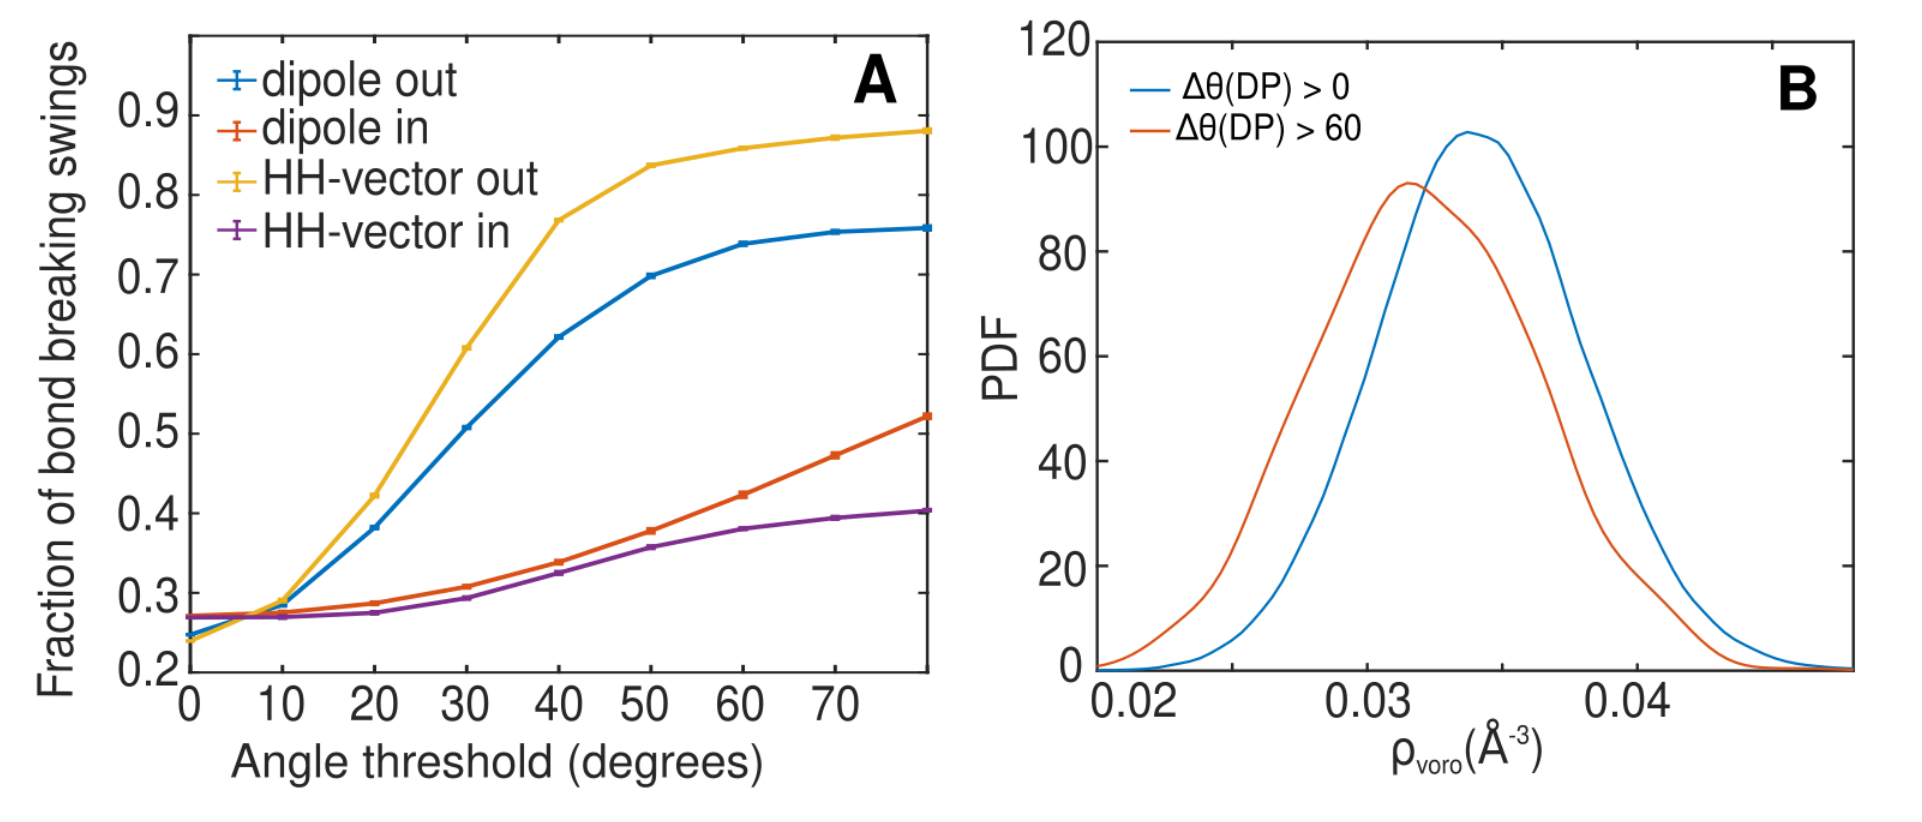 A
dipole out
dipole in
HH-vector out
HH-vector in
Fraction of bond breaking swings
0.9
0.8
0.7
0.6
0.5
0.4
0.3
0.2
0 10 20 30 40 50 60 70
Angle threshold (degrees)
B
Δθ(DP) > 0
Δθ(DP) > 60
PDF
120
100
80
60
40
20
0
0.02 0.03 0.04
ρvoro(Å-3)